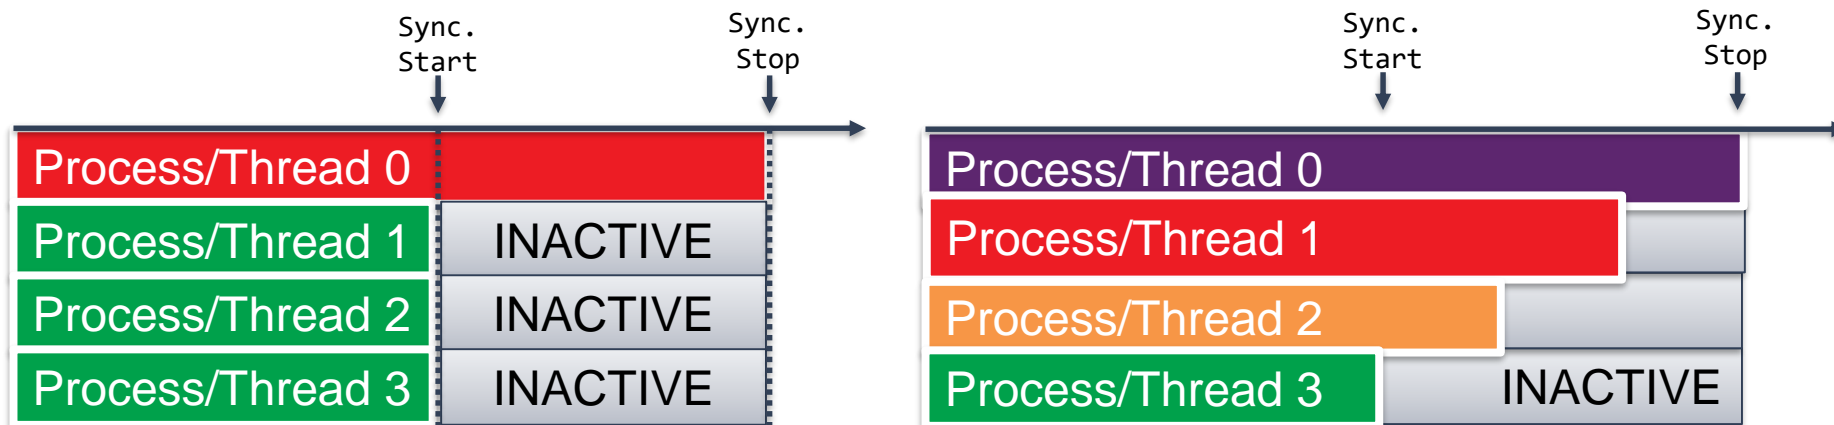 Sync.
Start
Sync.
Stop
Process/Thread 0
Process/Thread 1
INACTIVE
Process/Thread 2
INACTIVE
Process/Thread 3
INACTIVE
Sync.
Start
Sync.
Stop
Process/Thread 0
Process/Thread 1
Process/Thread 2
Process/Thread 3
INACTIVE